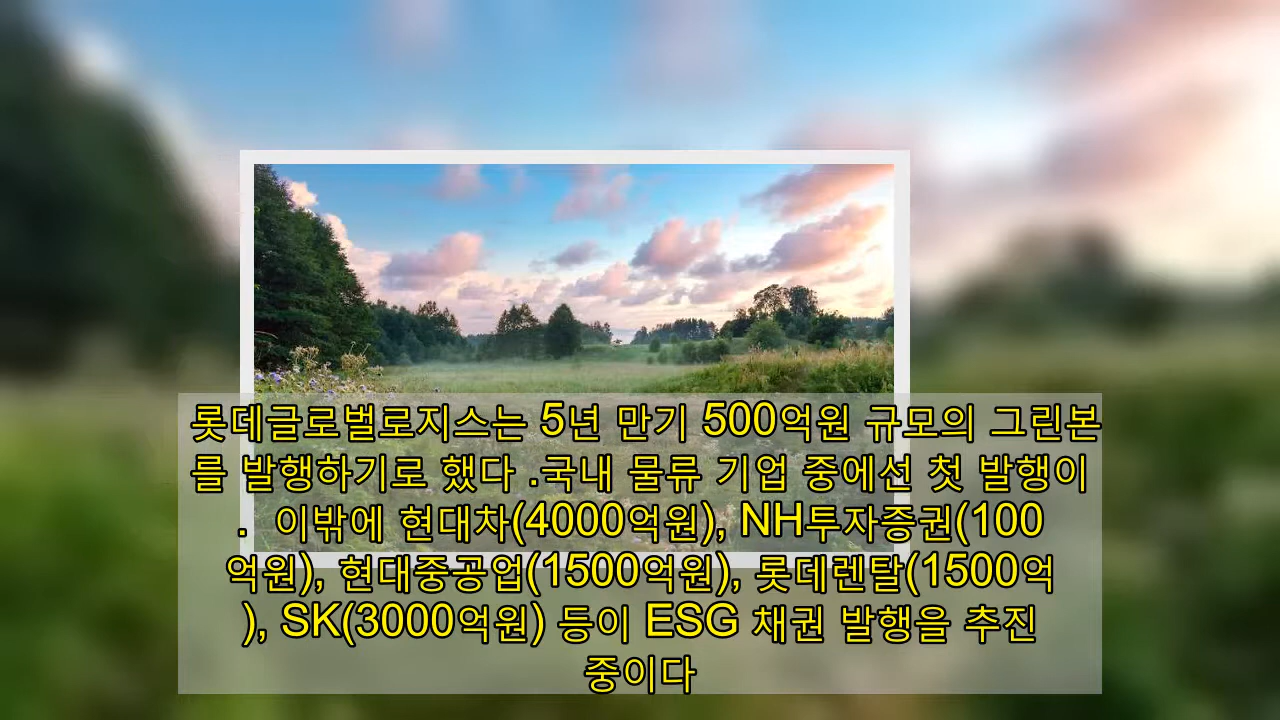 롯데글로벌로지스는 5년 만기 500억원 규모의 그린본
를 발행하기로 했다 .국내 물류 기업 중에선 첫 발행이
. 이밖에 현대차(4000억원), NH투자증권(100
억원), 현대중공업(1500억원), 롯데렌탈(1500억
), SK(3000억원) 등이 ESG 채권 발행을 추진
중이다